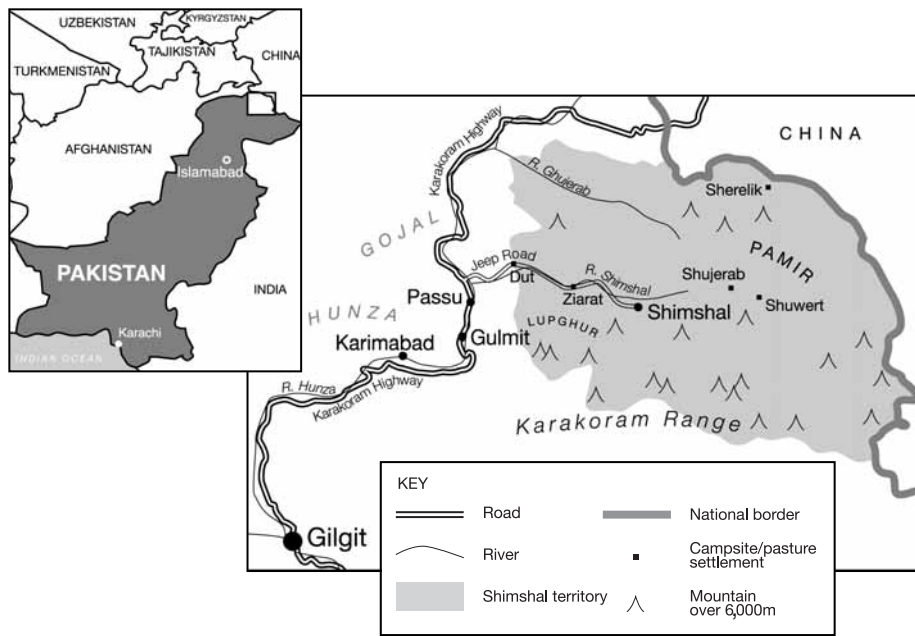 UZBEKISTAN
KYRGYZSTAN
TAJIKISTAN
CHINA
TURKMENISTAN
AFGHANISTAN
Islamabad
PAKISTAN
INDIA
Karachi
INDIAN OCEAN
CHINA
Karakoram Highway
R. Ghujerab
Sherelik
GOJAL
PAMIR
Jeep Road
R. Shimshal
Dut
Shujerab
Passu
Ziarat
Shuwert
Shimshal
HUNZA
LUPGHUR
Gulmit
Karimabad
R. Hunza
Karakoram Highway
Karakoram Range
Gilgit
KEY
Road
National border
River
Campsite/pasture
settlement
Shimshal territory
Mountain
over 6,000m